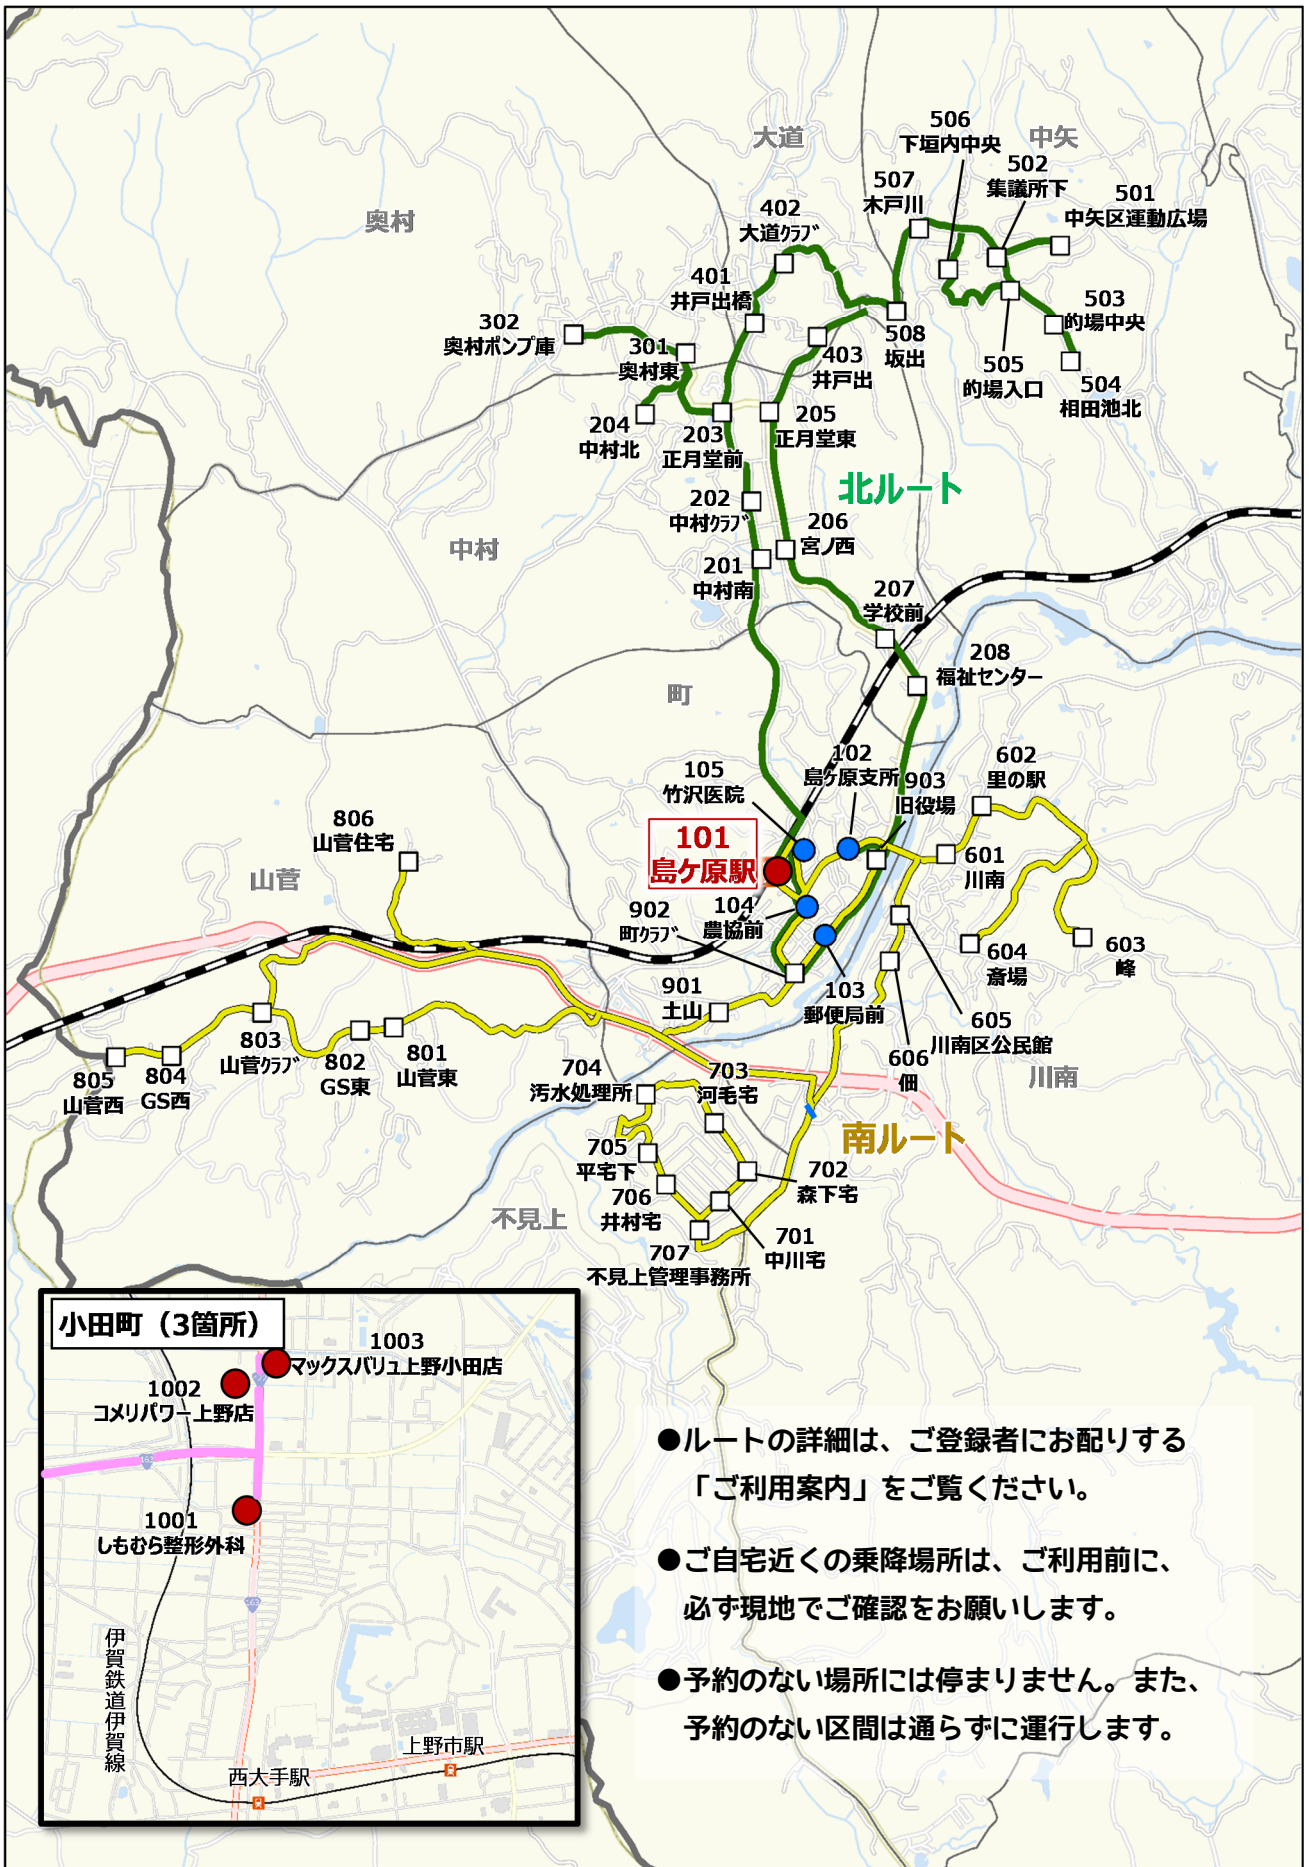 大道
506
下垣内中央
中矢
502
集議所下
501
中矢区運動広場
507
木戸川
奥村
402
大道クラブ
401
井戸出橋
302
奥村ポンプ庫
301
奥村東
503
的場中央
508
坂出
403
井戸出
505
的場入口
504
相田池北
204
中村北
203
正月堂前
205
正月堂東
北ルート
202
中村クラブ
206
宮ノ西
中村
201
中村南
207
学校前
208
福祉センター
町
105
竹沢医院
102
島ヶ原支所
903
旧役場
602
里の駅
806
山菅住宅
101
島ケ原駅
601
川南
山菅
902
町クラブ
104
農協前
604
斎場
603
峰
901
土山
103
郵便局前
605
川南区公民館
606
佃
川南
805
山菅西
804
GS西
803
山菅クラブ
802
GS東
801
山菅東
704
汚水処理所
703
河毛宅
南ルート
705
平宅下
702
森下宅
706
井村宅
不見上
701
中川宅
707
不見上管理事務所
小田町（3箇所）
1003
マックスバリュ上野小田店
1002
コメリパワー上野店
163
1001
しもむら整形外科
163
伊賀鉄道伊賀線
上野市駅
西大手駅
●ルートの詳細は、ご登録者にお配りする
「ご利用案内」をご覧ください。
●ご自宅近くの乗降場所は、ご利用前に、
必ず現地でご確認をお願いします。
●予約のない場所には停まりません。また、
予約のない区間は通らずに運行します。